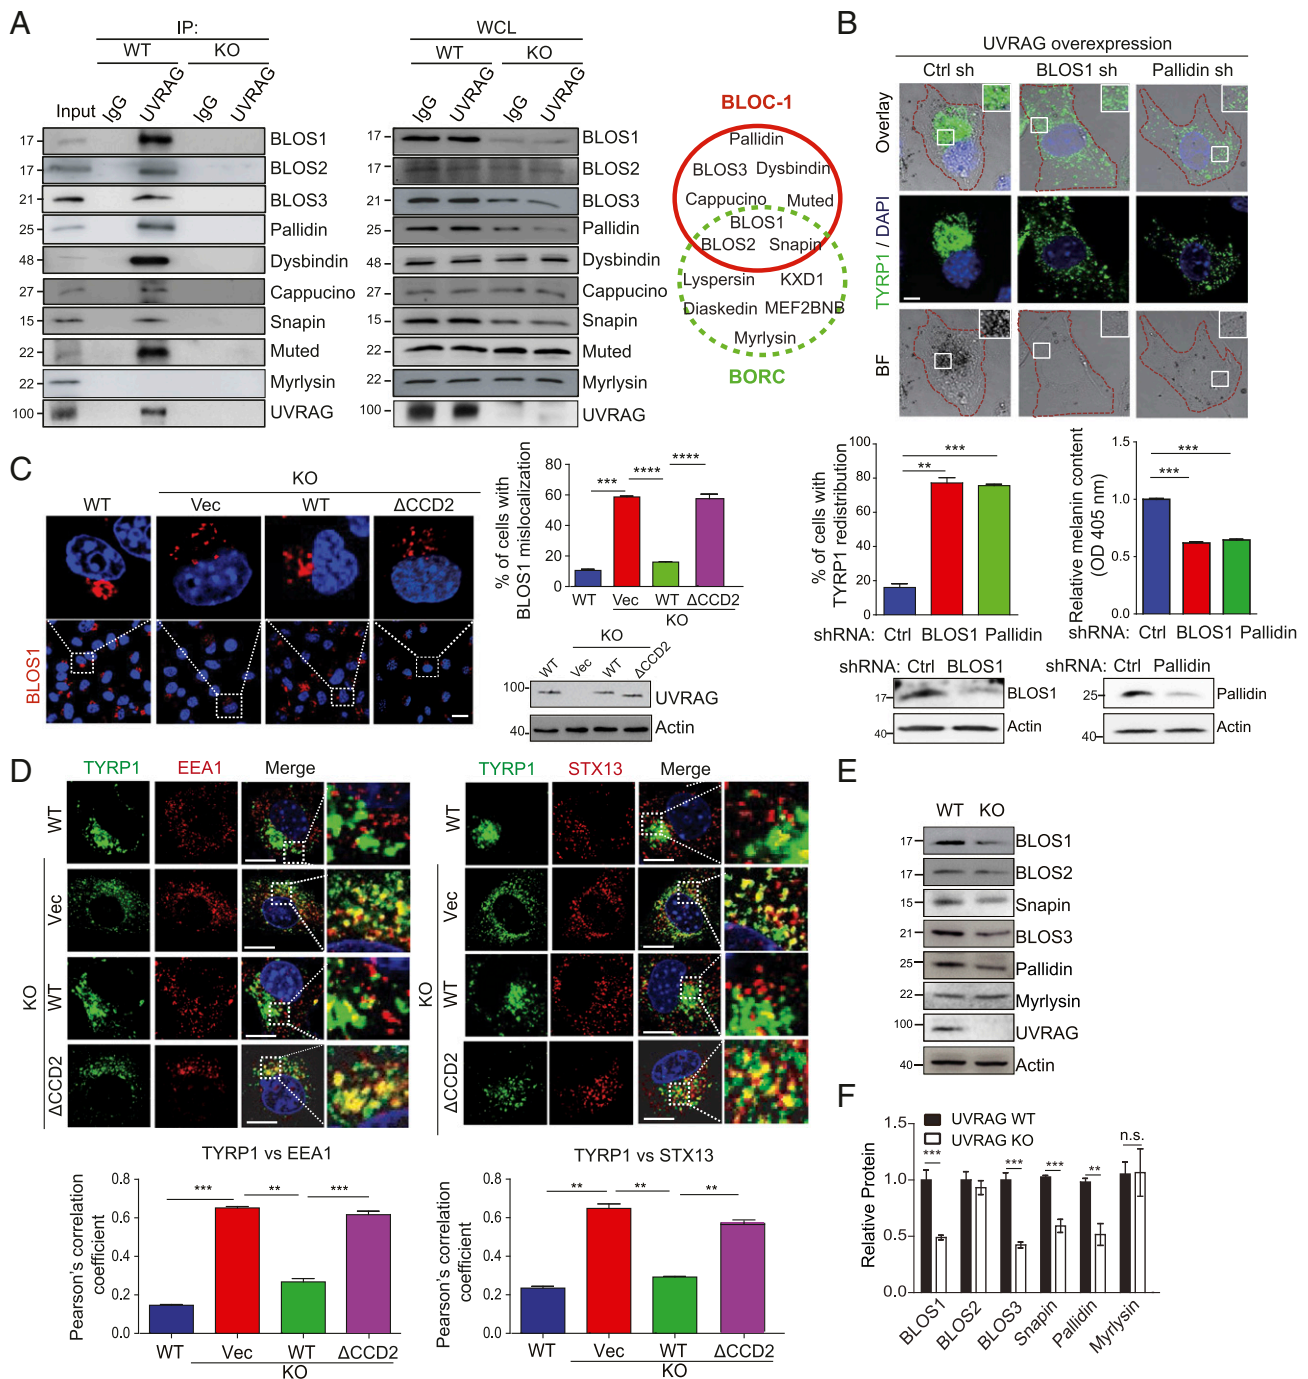 A
IP:
WT KO
Input IgG UVRAG IgG UVRAG
17 BLOS1
17 BLOS2
21 BLOS3
25 Pallidin
48 Dysbindin
27 Cappucino
15 Snapin
22 Muted
22 Myrlysin
100 UVRAG
WCL
WT KO
IgG UVRAG IgG UVRAG
17 BLOS1
17 BLOS2
21 BLOS3
25 Pallidin
48 Dysbindin
27 Cappucino
15 Snapin
22 Muted
22 Myrlysin
100 UVRAG
BLOC-1
Pallidin
BLOS3 Dysbindin
Cappucino Muted
BLOS1
BLOS2 Snapin
Lyspersin KXD1
Diaskedin MEF2BNB
Myrlysin
BORC
B
UVRAG overexpression
Ctrl sh BLOS1 sh Pallidin sh
Overlay
TYRP1 / DAPI
BF
% of cells with
TYRP1 redistribution
100
80
60
40
20
0
** ***
shRNA: Ctrl BLOS1 Pallidin
Relative melanin content
(OD 405 nm)
1.5
1.0
0.5
0.0
*** ***
shRNA: Ctrl BLOS1 Pallidin
shRNA: Ctrl BLOS1
17 BLOS1
40 Actin
shRNA: Ctrl Pallidin
25 Pallidin
40 Actin
C
KO
WT Vec WT ΔCCD2
BLOS1
% of cells with
BLOS1 mislocalization
80
60
40
20
0
*** **** ****
WT Vec WT ΔCCD2
KO
KO
WT Vec WT ΔCCD2
100 UVRAG
40 Actin
D
TYRP1 EEA1 Merge
WT
Vec
WT
ΔCCD2
KO
TYRP1 STX13 Merge
WT
Vec
WT
ΔCCD2
KO
TYRP1 vs EEA1
Pearson's correlation
coefficient
0.8
0.6
0.4
0.2
0.0
*** ** ***
WT Vec WT ΔCCD2
KO
TYRP1 vs STX13
Pearson's correlation
coefficient
0.8
0.6
0.4
0.2
0.0
** ** **
WT Vec WT ΔCCD2
KO
E
WT KO
17 BLOS1
17 BLOS2
15 Snapin
21 BLOS3
25 Pallidin
22 Myrlysin
100 UVRAG
40 Actin
F
UVRAG WT
UVRAG KO
Relative Protein
1.5
1.0
0.5
0.0
*** *** *** ** n.s.
BLOS1 BLOS2 BLOS3 Snapin Pallidin Myrlysin